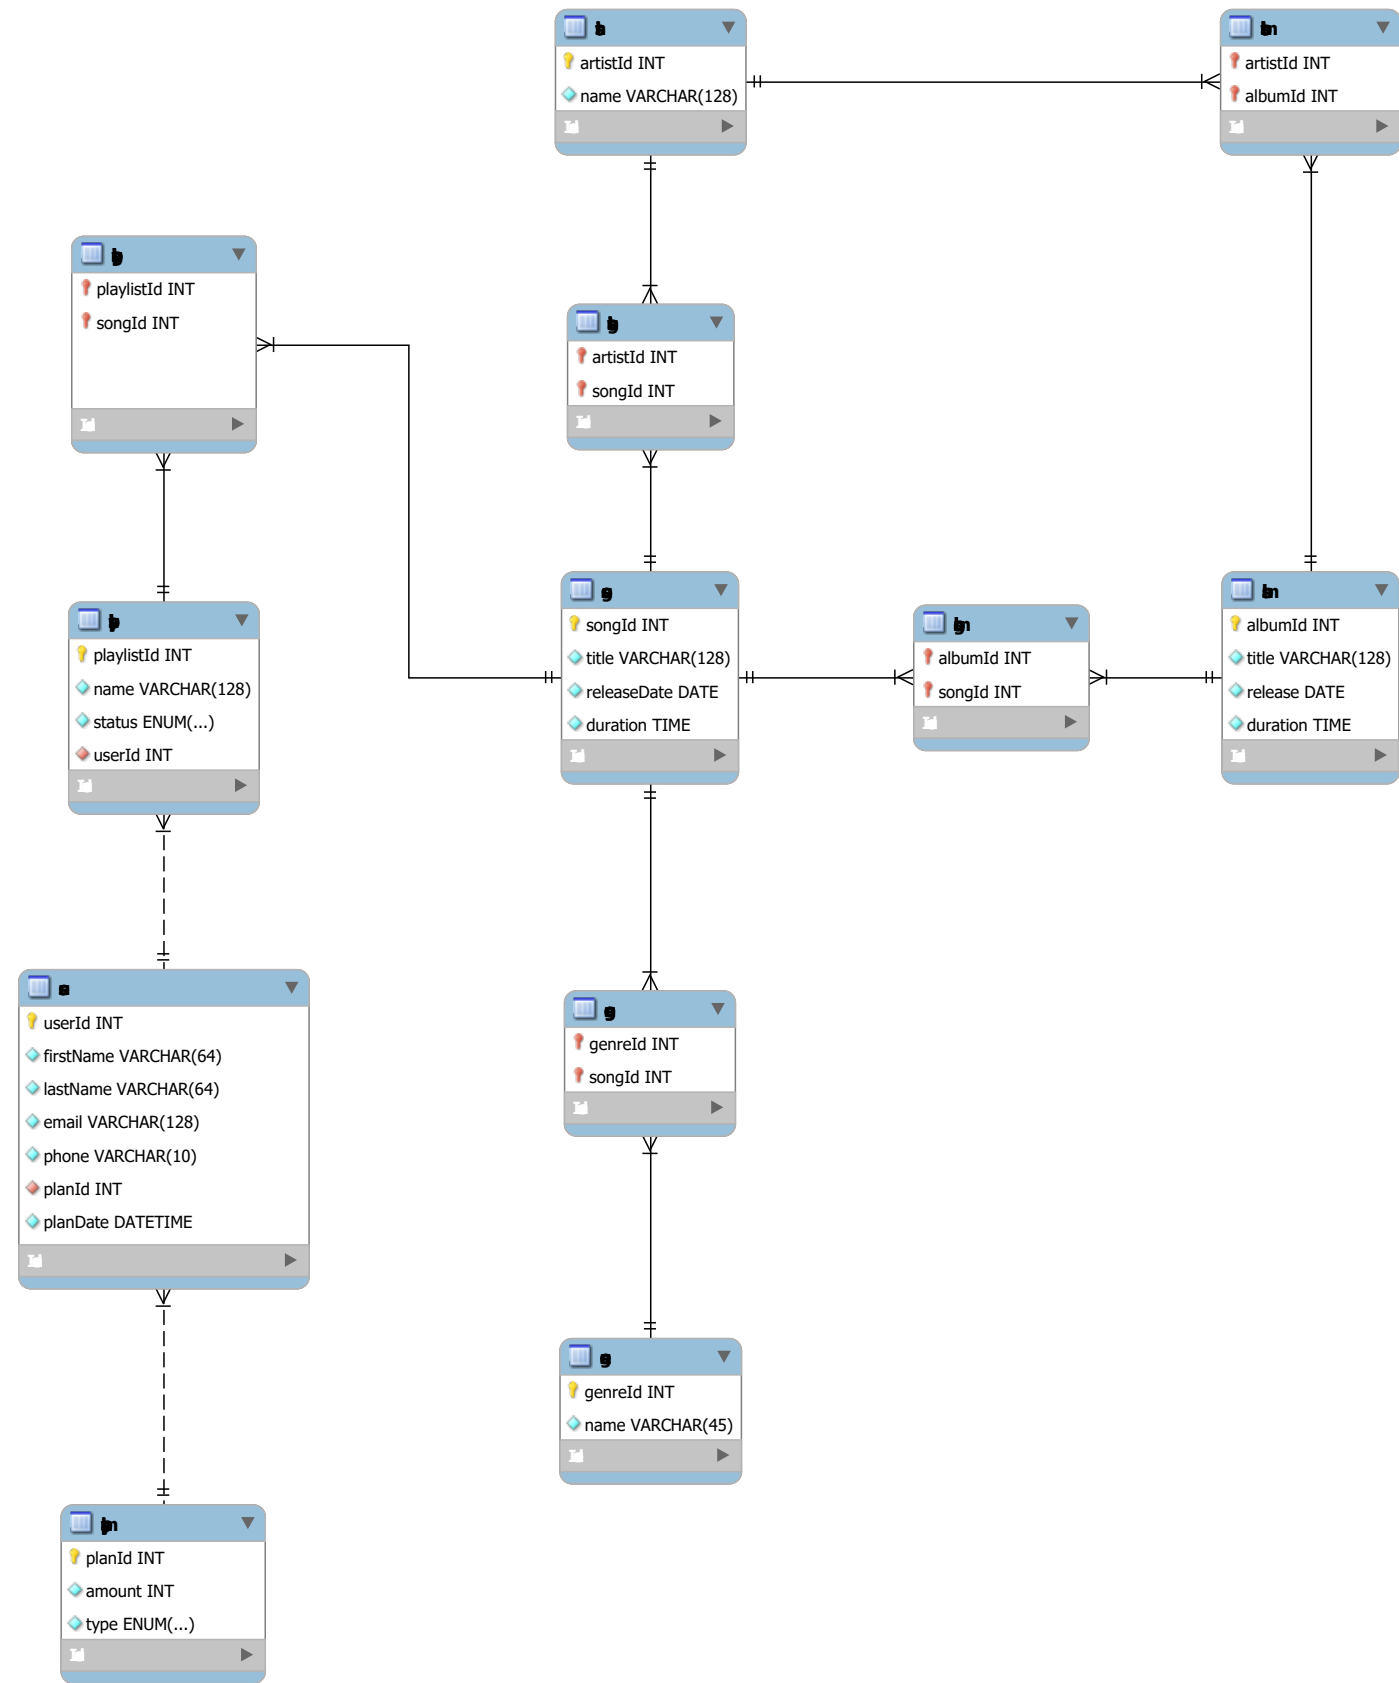 artistId INT
name VARCHAR(128)
artistId INT
albumId INT
playlistId INT
songId INT
artistId INT
songId INT
playlistId INT
name VARCHAR(128)
status ENUM(...)
userId INT
songId INT
title VARCHAR(128)
releaseDate DATE
duration TIME
albumId INT
songId INT
albumId INT
title VARCHAR(128)
release DATE
duration TIME
userId INT
firstName VARCHAR(64)
lastName VARCHAR(64)
email VARCHAR(128)
phone VARCHAR(10)
planId INT
planDate DATETIME
genreId INT
songId INT
genreId INT
name VARCHAR(45)
planId INT
amount INT
type ENUM(...)